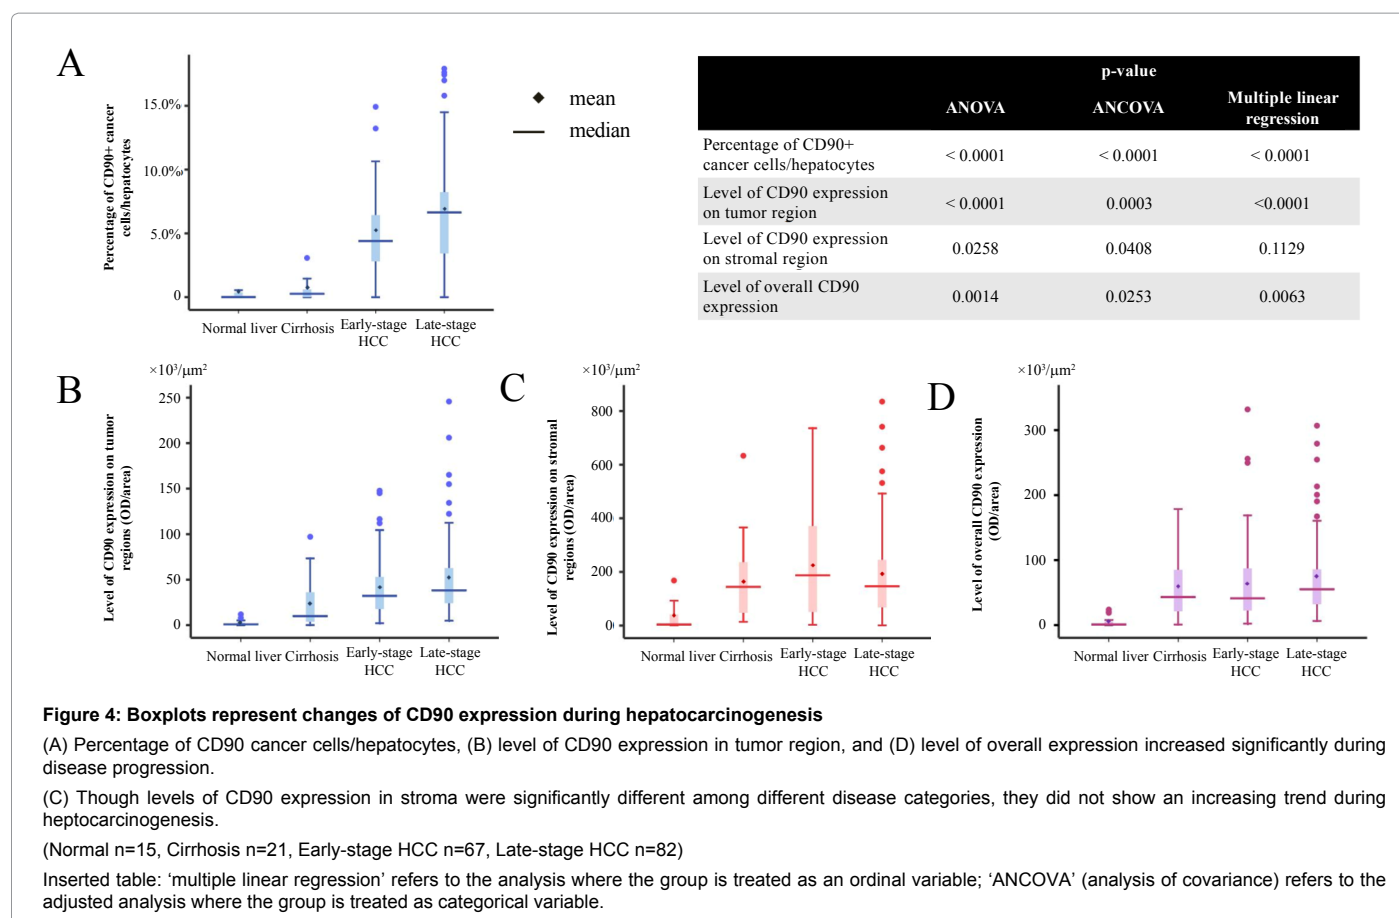 A
Percentage of CD90+ cancer
cells/hepatocytes
15.0%
10.0%
5.0%
0
Normal liver Cirrhosis Early-stage HCC Late-stage HCC
mean
median
p-value
ANOVA ANCOVA Multiple linear regression
Percentage of CD90+ cancer cells/hepatocytes < 0.0001 < 0.0001 < 0.0001
Level of CD90 expression on tumor region < 0.0001 0.0003 <0.0001
Level of CD90 expression on stromal region 0.0258 0.0408 0.1129
Level of overall CD90 expression 0.0014 0.0253 0.0063
B
×10³/µm²
Level of CD90 expression on tumor
regions (OD/area)
250
200
150
100
50
0
Normal liver Cirrhosis Early-stage HCC Late-stage HCC
C
×10³/µm²
Level of CD90 expression on stromal
regions (OD/area)
800
600
400
200
0
Normal liver Cirrhosis Early-stage HCC Late-stage HCC
D
×10³/µm²
Level of overall CD90 expression
(OD/area)
300
200
100
0
Normal liver Cirrhosis Early-stage HCC Late-stage HCC
Figure 4: Boxplots represent changes of CD90 expression during hepatocarcinogenesis
(A) Percentage of CD90 cancer cells/hepatocytes, (B) level of CD90 expression in tumor region, and (D) level of overall expression increased significantly during
disease progression.
(C) Though levels of CD90 expression in stroma were significantly different among different disease categories, they did not show an increasing trend during
heptocarcinogenesis.
(Normal n=15, Cirrhosis n=21, Early-stage HCC n=67, Late-stage HCC n=82)
Inserted table: ‘multiple linear regression’ refers to the analysis where the group is treated as an ordinal variable; ‘ANCOVA’ (analysis of covariance) refers to the
adjusted analysis where the group is treated as categorical variable.